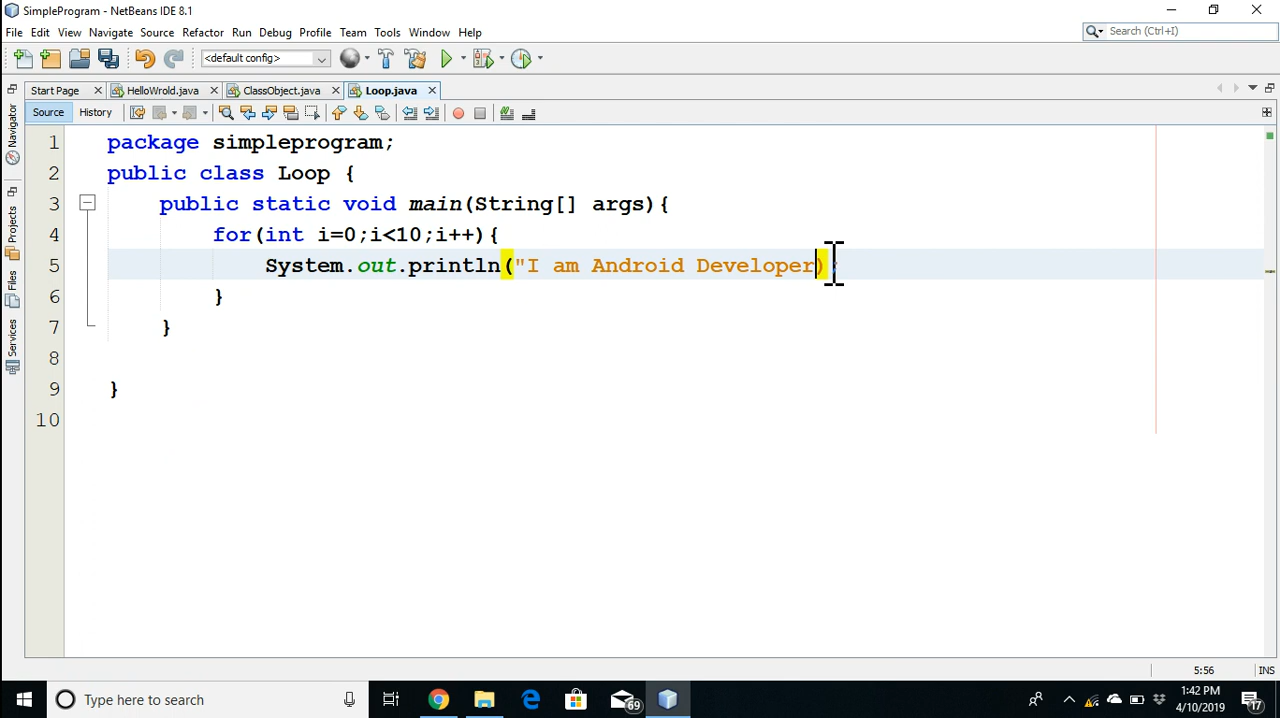 SimpleProgram - NetBeans IDE 8.1
File Edit View Navigate Source Refactor Run Debug Profile Team Tools Window Help
Search (Ctrl+I)
<default config>
Start Page HelloWrold.java ClassObject.java Loop.java
Source History
Navigator
Projects
Files
Services
1 package simpleprogram;
2 public class Loop {
3 public static void main(String[] args){
4 for(int i=0;i<10;i++){
5 System.out.println("I am Android Developer);
6 }
7 }
8
9 }
10
5:56 INS
Type here to search
69
1:42 PM
4/10/2019
17